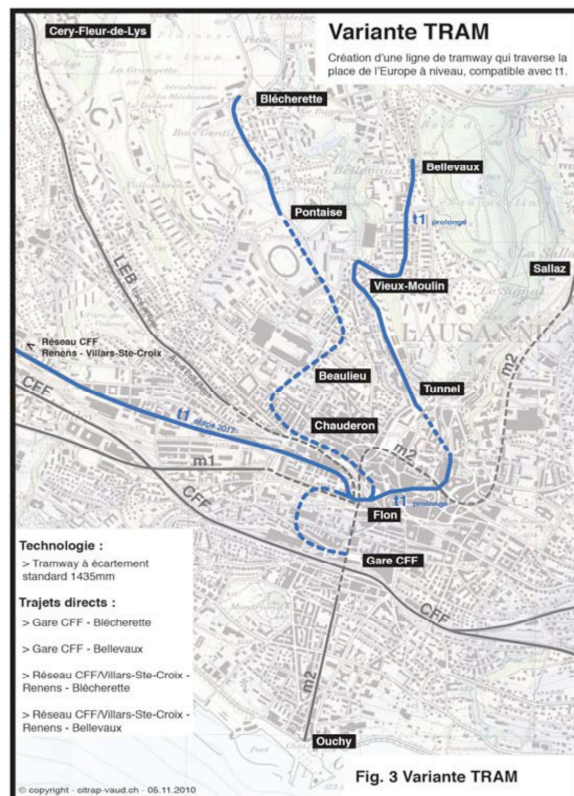 Cery-Fleur-de-Lys
Variante TRAM
Création d'une ligne de tramway qui traverse la
place de l'Europe à niveau, compatible avec t1.
Blécherette
Bellevaux
t1 prolongé
Pontaise
Sallaz
Vieux-Moulin
LEB
LAUSANNE
Réseau CFF
Renens - Villars-Ste-Croix
m2
Beaulieu
Tunnel
CFF
t1 étape 2017
Chauderon
m2
m1
t1 prolongé
Flon
CFF
Gare CFF
CFF
Technologie :
> Tramway à écartement
standard 1435mm
Trajets directs :
> Gare CFF - Blécherette
> Gare CFF - Bellevaux
> Réseau CFF/Villars-Ste-Croix -
Renens - Blécherette
> Réseau CFF/Villars-Ste-Croix -
Renens - Bellevaux
m2
Ouchy
Fig. 3 Variante TRAM
© copyright - citrap-vaud.ch - 05.11.2010